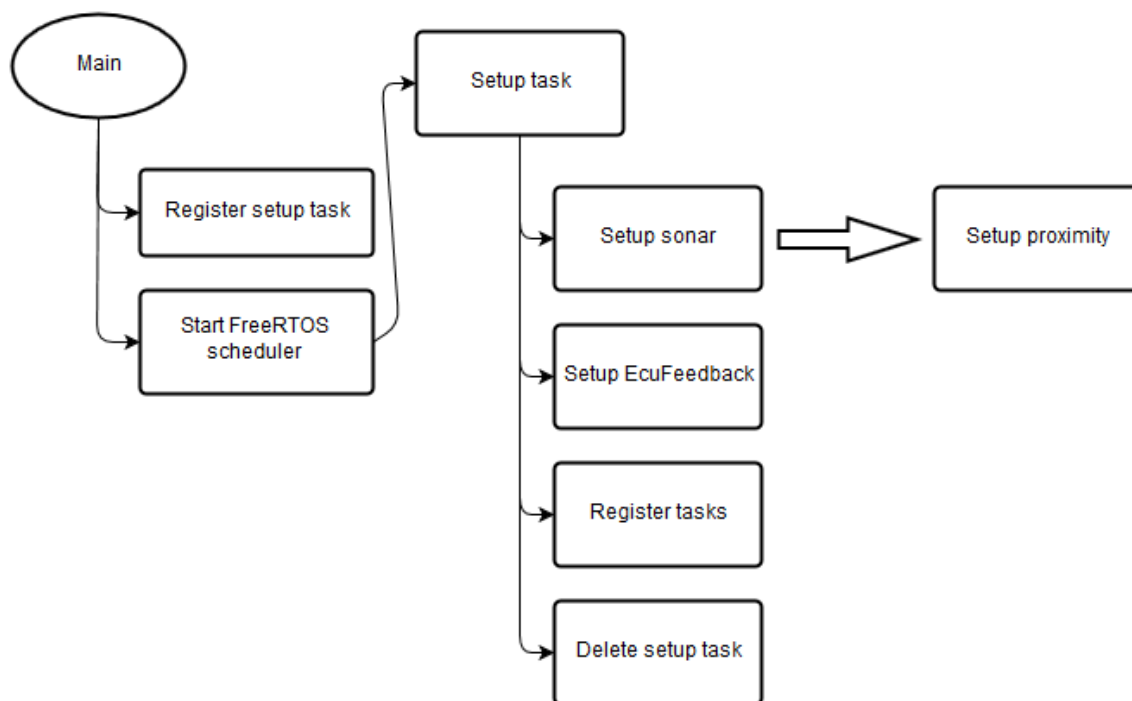 Main
Setup task
Register setup task
Start FreeRTOS
scheduler
Setup sonar
Setup proximity
Setup EcuFeedback
Register tasks
Delete setup task